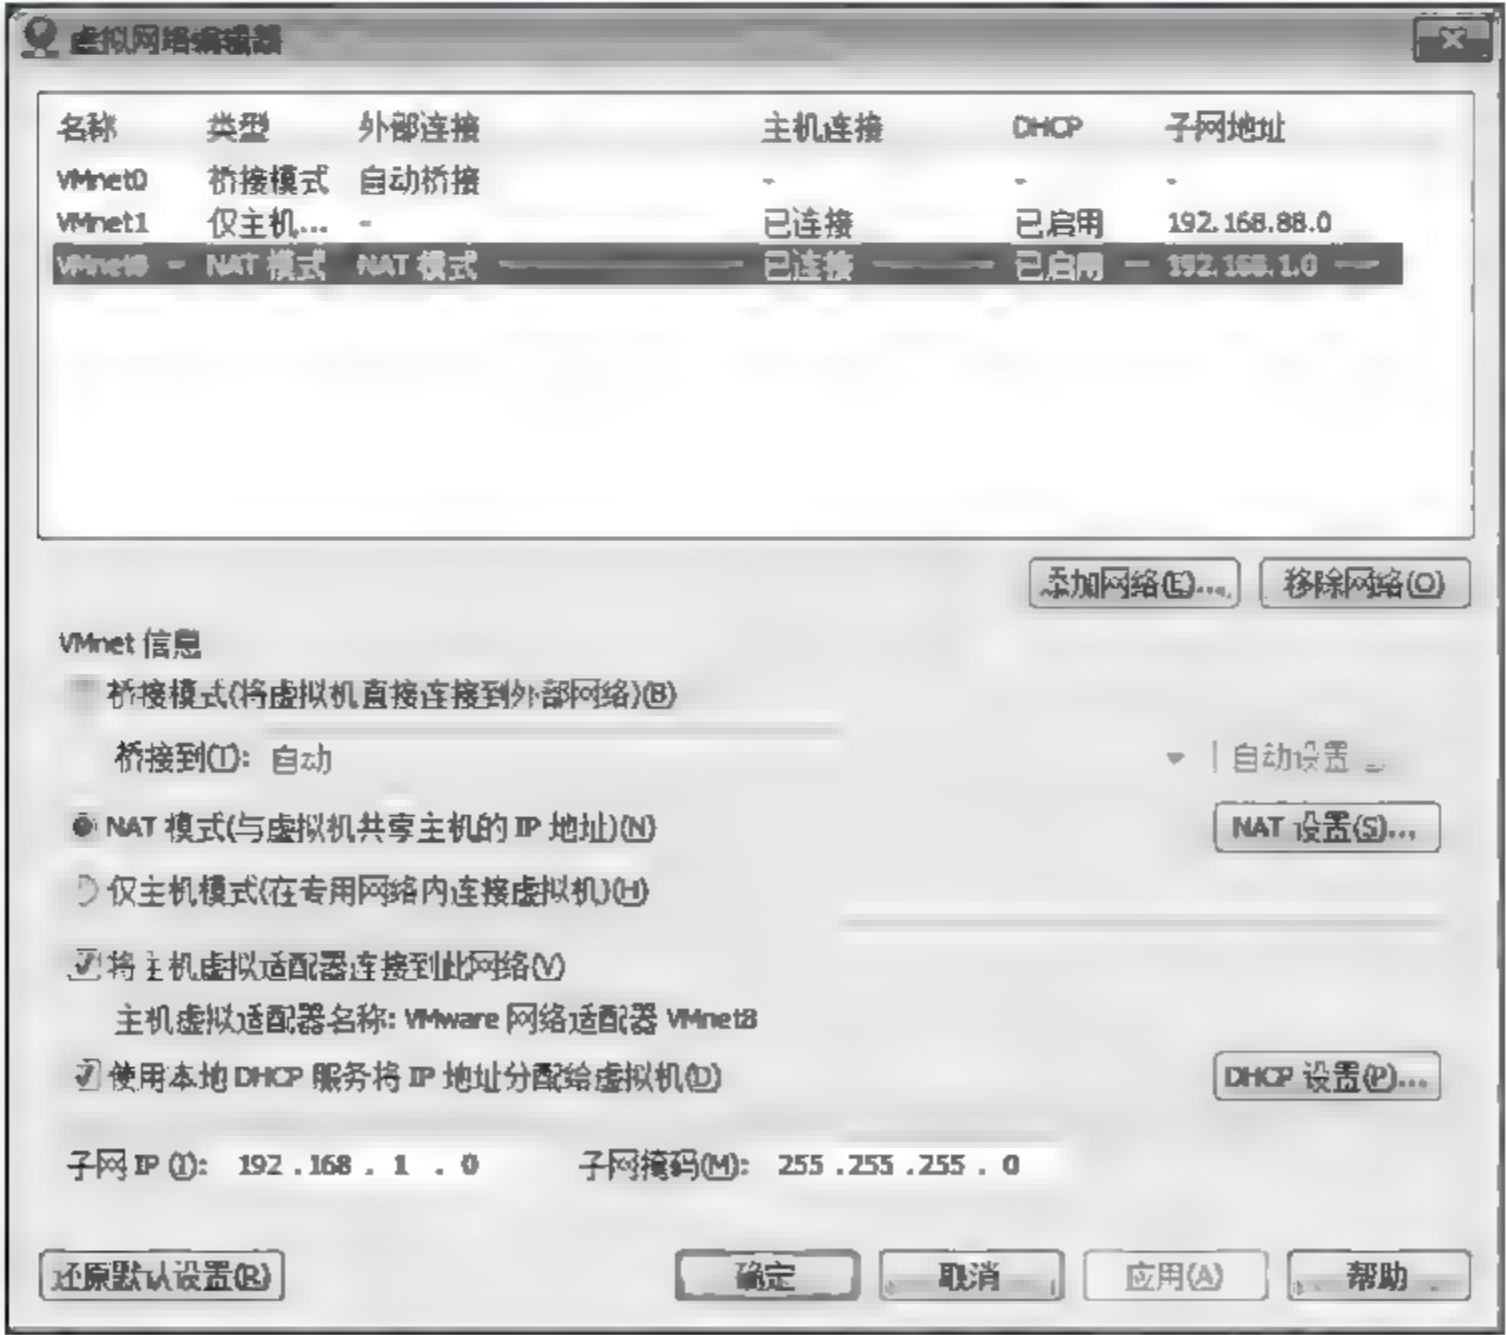 虚拟网络编辑器
名称 类型 外部连接 主机连接 DHCP 子网地址
VMnet0 桥接模式 自动桥接 - - -
VMnet1 仅主机... - 已连接 已启用 192.168.88.0
VMnet8 NAT 模式 NAT 模式 已连接 已启用 192.168.1.0
添加网络(E)... 移除网络(O)
VMnet 信息
桥接模式(将虚拟机直接连接到外部网络)(B)
桥接到(T): 自动 自动设置
NAT 模式(与虚拟机共享主机的 IP 地址)(N) NAT 设置(S)...
仅主机模式(在专用网络内连接虚拟机)(H)
将主机虚拟适配器连接到此网络(V)
主机虚拟适配器名称: VMware 网络适配器 VMnet8
使用本地 DHCP 服务将 IP 地址分配给虚拟机(D) DHCP 设置(P)...
子网 IP (I): 192 . 168 . 1 . 0 子网掩码(M): 255 . 255 . 255 . 0
还原默认设置(R) 确定 取消 应用(A) 帮助